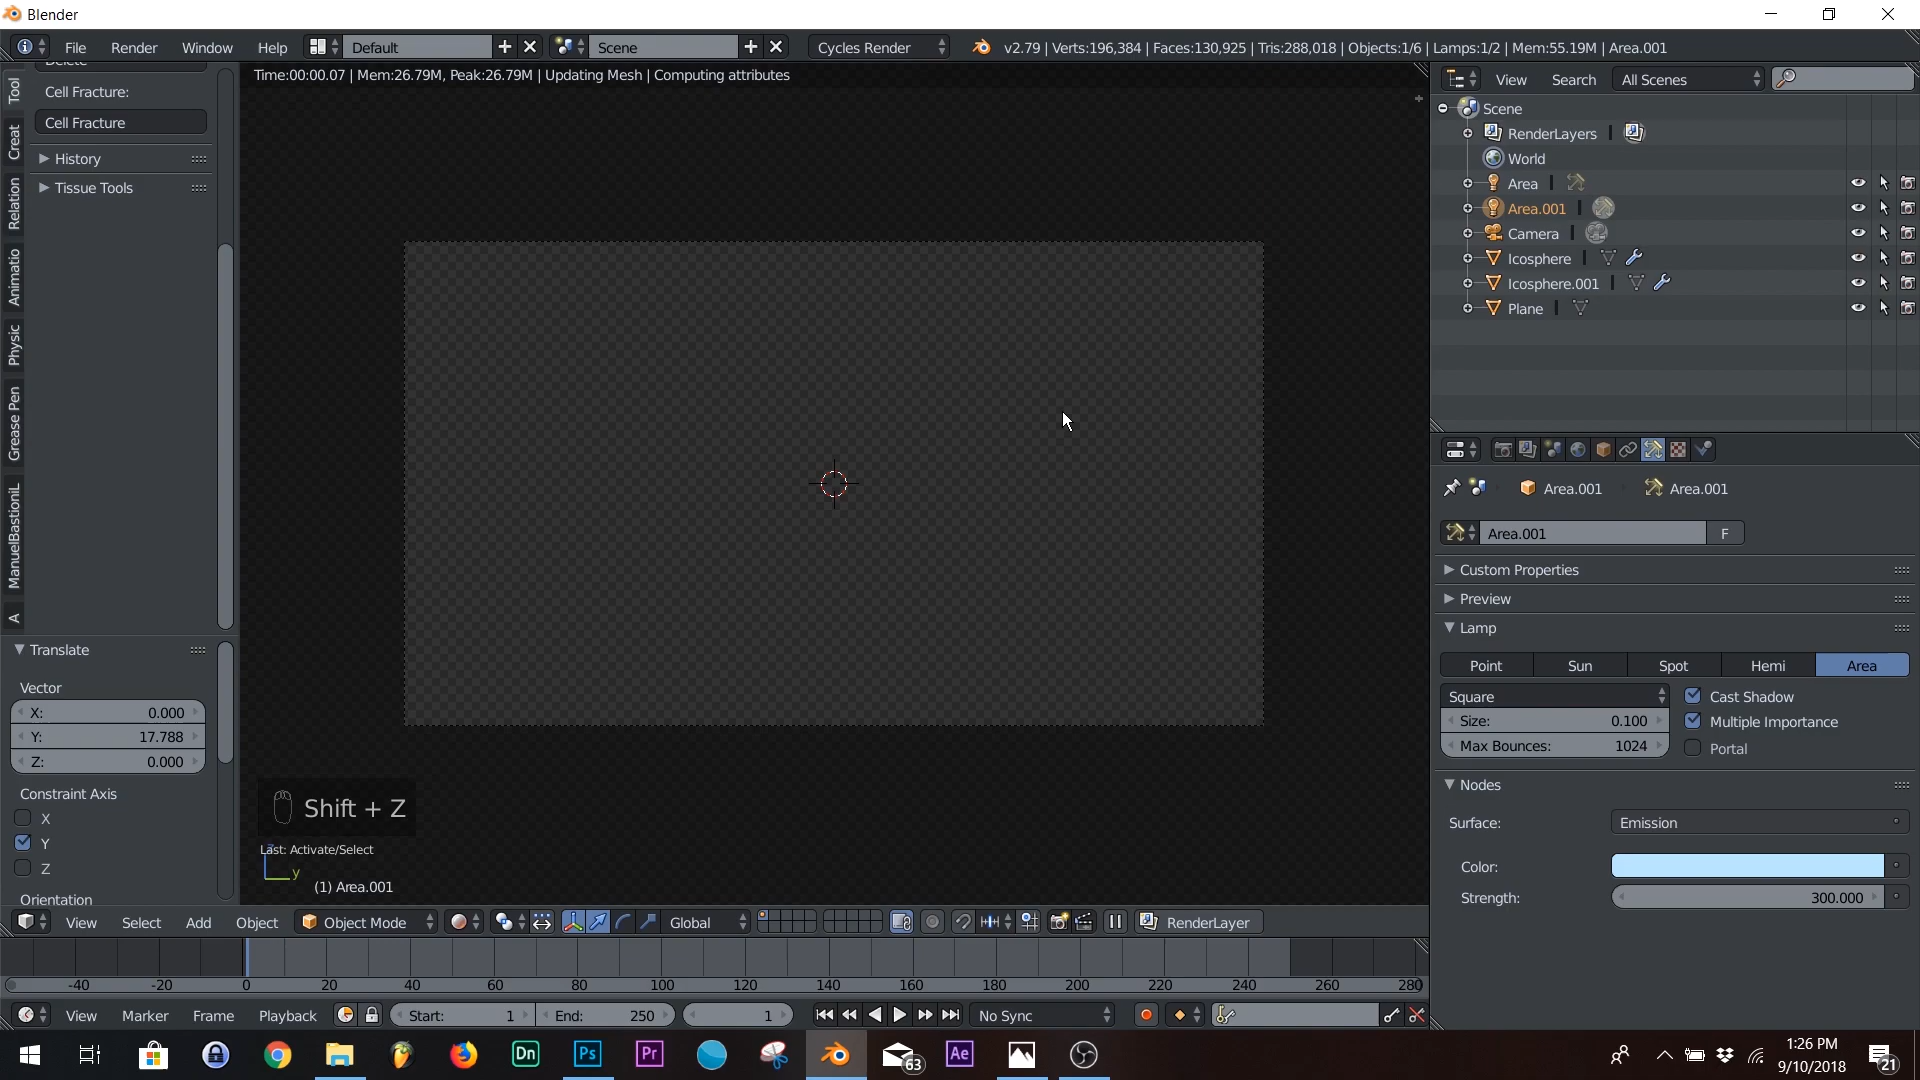 Blender
File Render Window Help Default Scene Cycles Render v2.79 | Verts:196,384 | Faces:130,925 | Tris:288,018 | Objects:1/6 | Lamps:1/2 | Mem:55.19M | Area.001
Time:00:00.07 | Mem:26.79M, Peak:26.79M | Updating Mesh | Computing attributes
View Search All Scenes
Delete
Cell Fracture:
Cell Fracture
History
Tissue Tools
Tool
Creat
Relation
Animatio
Physic
Grease Pen
ManuelBastioniL
A
Scene
RenderLayers
World
Area
Area.001
Camera
Icosphere
Icosphere.001
Plane
Area.001 Area.001
Area.001 F
Custom Properties
Preview
Lamp
Point Sun Spot Hemi Area
Square Cast Shadow
Size: 0.100 Multiple Importance
Max Bounces: 1024 Portal
Nodes
Surface: Emission
Color:
Strength: 300.000
Translate
Vector
X: 0.000
Y: 17.788
Z: 0.000
Constraint Axis
X
Y
Z
Orientation
Shift + Z
Last: Activate/Select
y
(1) Area.001
View Select Add Object Object Mode Global RenderLayer
-40 -20 0 20 40 60 80 100 120 140 160 180 200 220 240 260 280
View Marker Frame Playback Start: 1 End: 250 1 No Sync
Dn Ps Pr 63 Ae
1:26 PM
9/10/2018
21